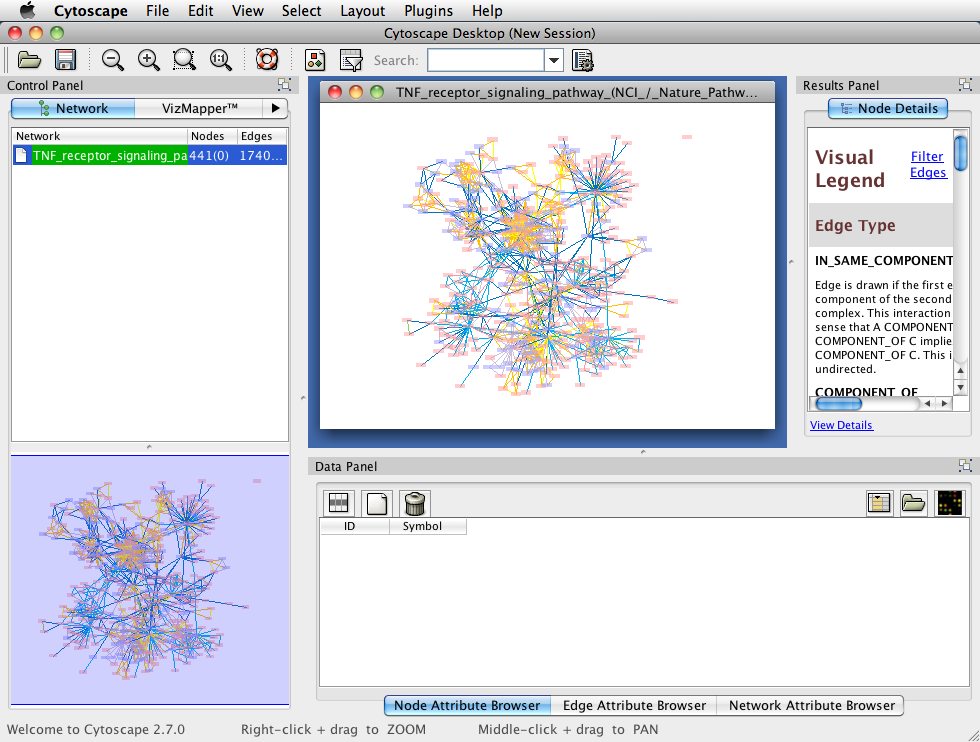 Cytoscape File Edit View Select Layout Plugins Help
Cytoscape Desktop (New Session)
Search:
Control Panel
Network VizMapper™
Network Nodes Edges
TNF_receptor_signaling_pa 441(0) 1740...
TNF_receptor_signaling_pathway_(NCI_/_Nature_Pathw...
Results Panel
Node Details
Visual
Legend
Filter
Edges
Edge Type
IN_SAME_COMPONENT
Edge is drawn if the first e
component of the second
complex. This interaction
sense that A COMPONENT
COMPONENT_OF C implie
COMPONENT_OF C. This i
undirected.
COMPONENT_OF
View Details
Data Panel
ID Symbol
Node Attribute Browser Edge Attribute Browser Network Attribute Browser
Welcome to Cytoscape 2.7.0 Right-click + drag to ZOOM Middle-click + drag to PAN